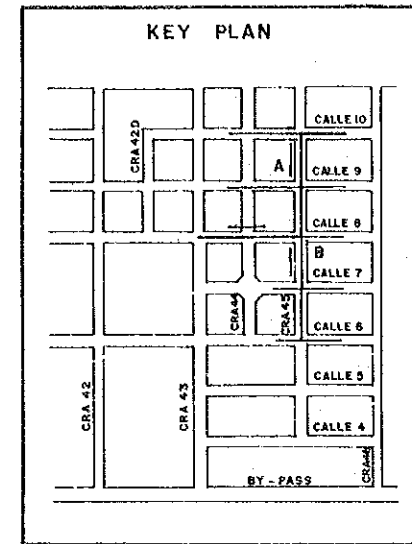 KEY PLAN
CALLE 10
CRA 42D
A
CALLE 9
CALLE 8
B
CALLE 7
CRA 44
CRA 45
CALLE 6
CALLE 5
CRA 42
CRA 43
CALLE 4
BY-PASS
CRA 46